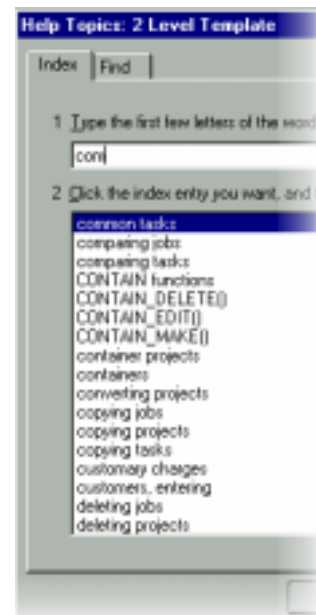 Help Topics: 2 Level Template
Index Find
1 Type the first few letters of the word
2 Click the index entry you want, and
common tasks
comparing jobs
comparing tasks
CONTAIN functions
CONTAIN_DELETE()
CONTAIN_EDIT()
CONTAIN_MAKE()
container projects
containers
converting projects
copying jobs
copying projects
copying tasks
customary charges
customers, entering
deleting jobs
deleting projects